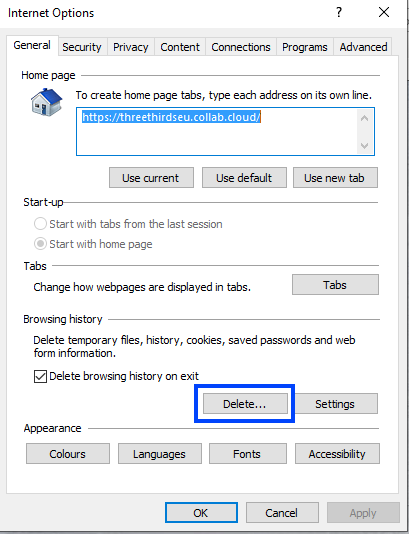 Internet Options
General Security Privacy Content Connections Programs Advanced
Home page
To create home page tabs, type each address on its own line.
https://threethirdseu.collab.cloud/
Use current Use default Use new tab
Start-up
Start with tabs from the last session
Start with home page
Tabs
Change how webpages are displayed in tabs. Tabs
Browsing history
Delete temporary files, history, cookies, saved passwords and web
form information.
Delete browsing history on exit
Delete... Settings
Appearance
Colours Languages Fonts Accessibility
OK Cancel Apply